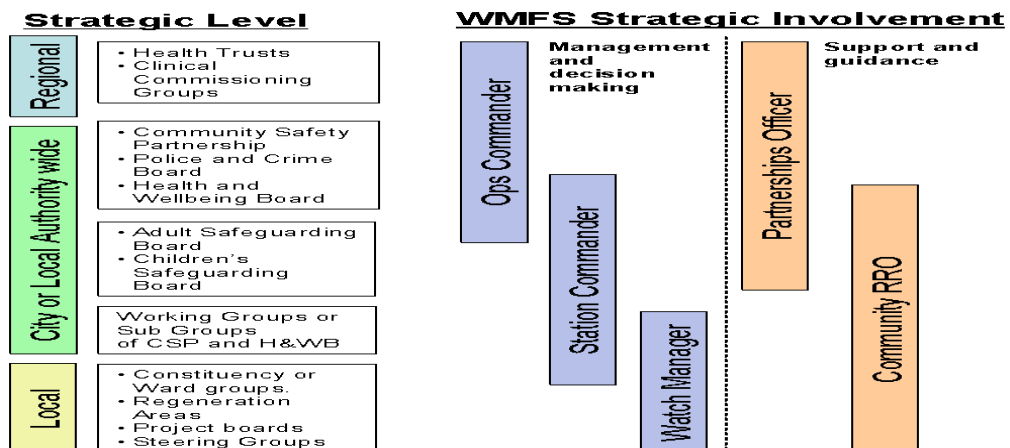 Strategic Level
WMFS Strategic Involvement
Regional
• Health Trusts
• Clinical
Commissioning
Groups
City or Local Authority wide
• Community Safety
Partnership
• Police and Crime
Board
• Health and
Wellbeing Board
• Adult Safeguarding
Board
• Children's
Safeguarding
Board
Working Groups or
Sub Groups
of CSP and H&WB
Local
• Constituency or
Ward groups.
• Regeneration
Areas
• Project boards
• Steering Groups
Management
and
decision
making
Ops Commander
Station Commander
Watch Manager
Support and
guidance
Partnerships Officer
Community RRO